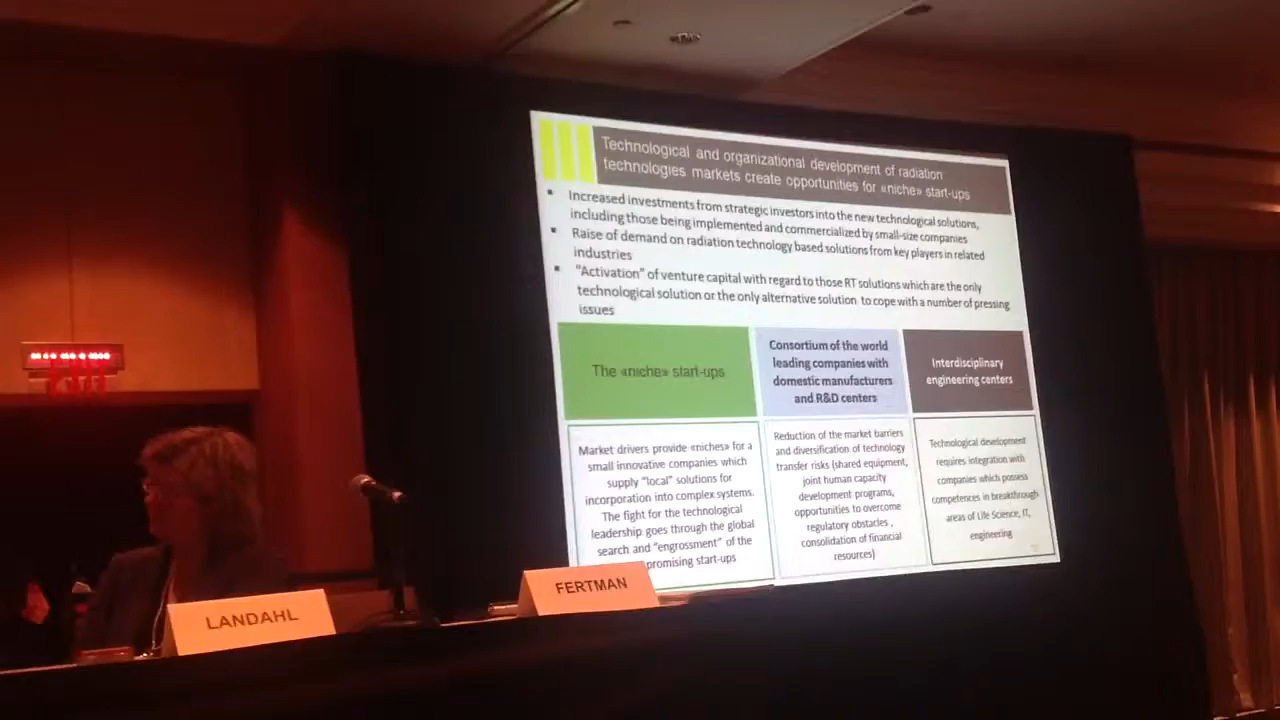 Technological and organizational development of radiation
technologies markets create opportunities for «niche» start-ups
▪ Increased investments from strategic investors into the new technological solutions,
including those being implemented and commercialized by small-size companies
▪ Raise of demand on radiation technology based solutions from key players in related
industries
▪ "Activation" of venture capital with regard to those RT solutions which are the only
technological solution or the only alternative solution to cope with a number of pressing
issues
The «niche» start-ups
Consortium of the world
leading companies with
domestic manufacturers
and R&D centers
Interdisciplinary
engineering centers
Market drivers provide «niches» for a
small innovative companies which
supply "local" solutions for
incorporation into complex systems.
The fight for the technological
leadership goes through the global
search and "engrossment" of the
promising start-ups
Reduction of the market barriers
and diversification of technology
transfer risks (shared equipment,
joint human capacity
development programs,
opportunities to overcome
regulatory obstacles ,
consolidation of financial
resources)
Technological development
requires integration with
companies which possess
competences in breakthrough
areas of Life Science, IT,
engineering
LANDAHL
FERTMAN